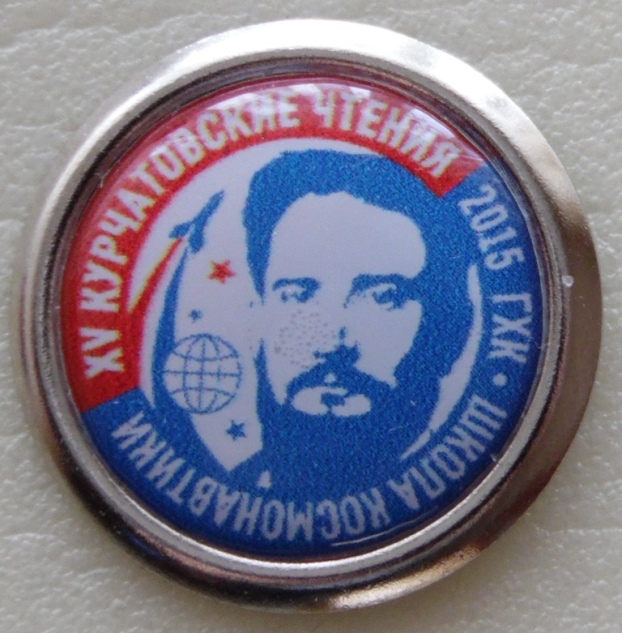 XV КУРЧАТОВСКИЕ ЧТЕНИЯ
2015 ГХК • ШКОЛА КОСМОНАВТИКИ